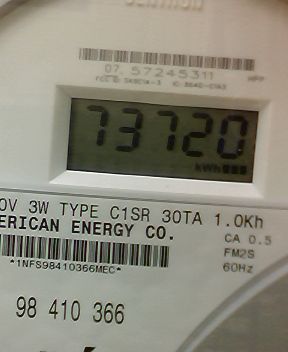 CENTRON
07 57245311
73720
kWh
0V 3W TYPE C1SR 30TA 1.0Kh
ERICAN ENERGY CO.
CA 0.5
FM2S
60Hz
*1NFS98410366MEC*
98 410 366